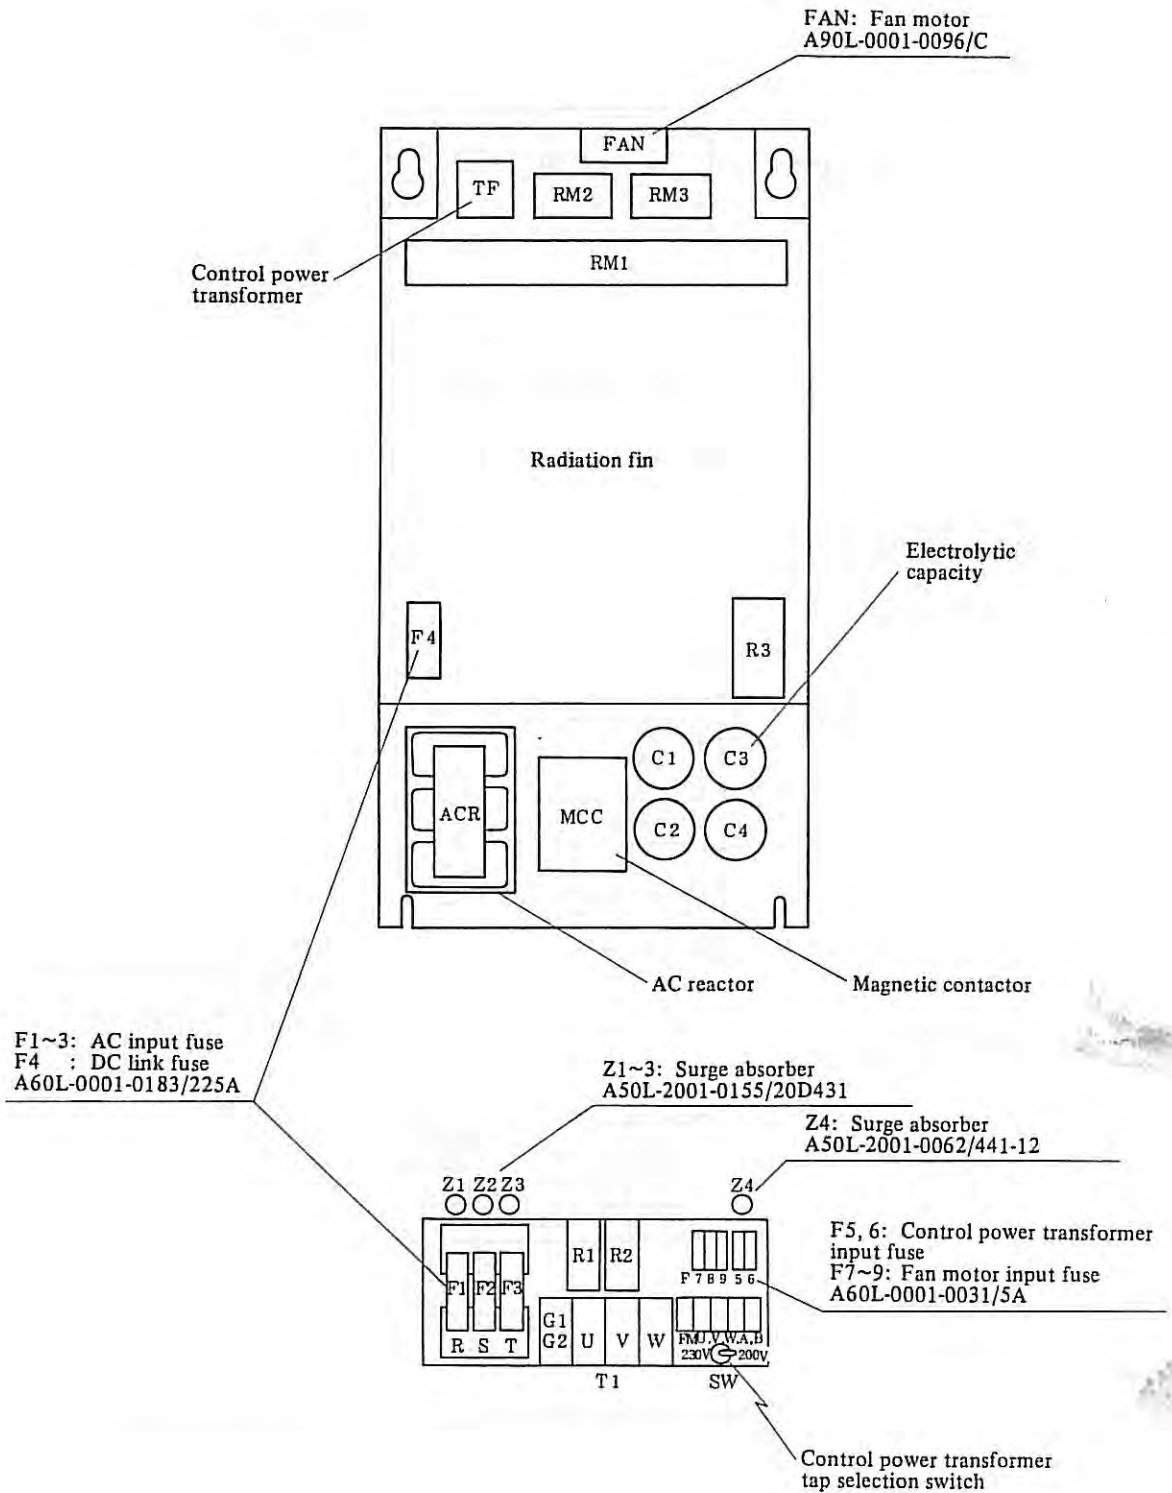 FAN: Fan motor
A90L-0001-0096/C
FAN
TF
RM2
RM3
RM1
Control power
transformer
Radiation fin
Electrolytic
capacity
F4
R3
ACR
MCC
C1
C3
C2
C4
AC reactor
Magnetic contactor
F1~3: AC input fuse
F4 : DC link fuse
A60L-0001-0183/225A
Z1~3: Surge absorber
A50L-2001-0155/20D431
Z4: Surge absorber
A50L-2001-0062/441-12
Z1 Z2 Z3
Z4
F5, 6: Control power transformer
input fuse
F7~9: Fan motor input fuse
A60L-0001-0031/5A
R1
R2
F 7 8 9 5 6
F1 F2 F3
R S T
G1
G2
U
V
W
FMU.V.W.A.B
230V
200V
T1
SW
Control power transformer
tap selection switch